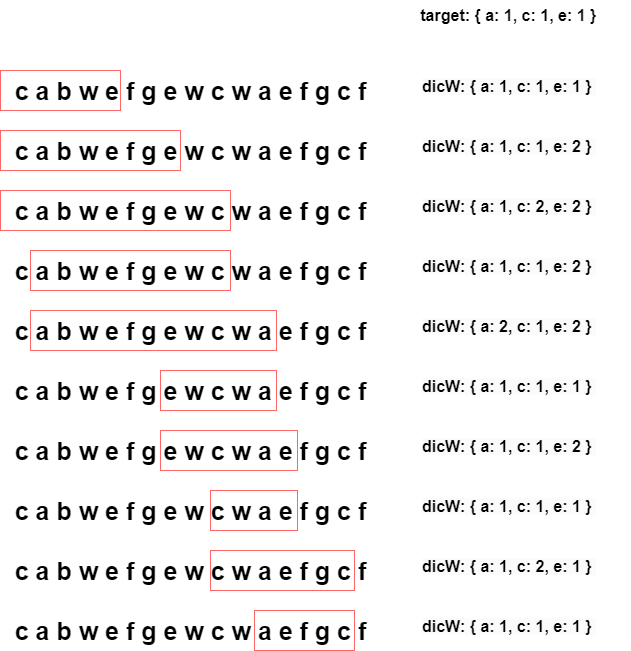 target: { a: 1, c: 1, e: 1 }
c a b w e f g e w c w a e f g c f dicW: { a: 1, c: 1, e: 1 }
c a b w e f g e w c w a e f g c f dicW: { a: 1, c: 1, e: 2 }
c a b w e f g e w c w a e f g c f dicW: { a: 1, c: 2, e: 2 }
c a b w e f g e w c w a e f g c f dicW: { a: 1, c: 1, e: 2 }
c a b w e f g e w c w a e f g c f dicW: { a: 2, c: 1, e: 2 }
c a b w e f g e w c w a e f g c f dicW: { a: 1, c: 1, e: 1 }
c a b w e f g e w c w a e f g c f dicW: { a: 1, c: 1, e: 2 }
c a b w e f g e w c w a e f g c f dicW: { a: 1, c: 1, e: 1 }
c a b w e f g e w c w a e f g c f dicW: { a: 1, c: 2, e: 1 }
c a b w e f g e w c w a e f g c f dicW: { a: 1, c: 1, e: 1 }